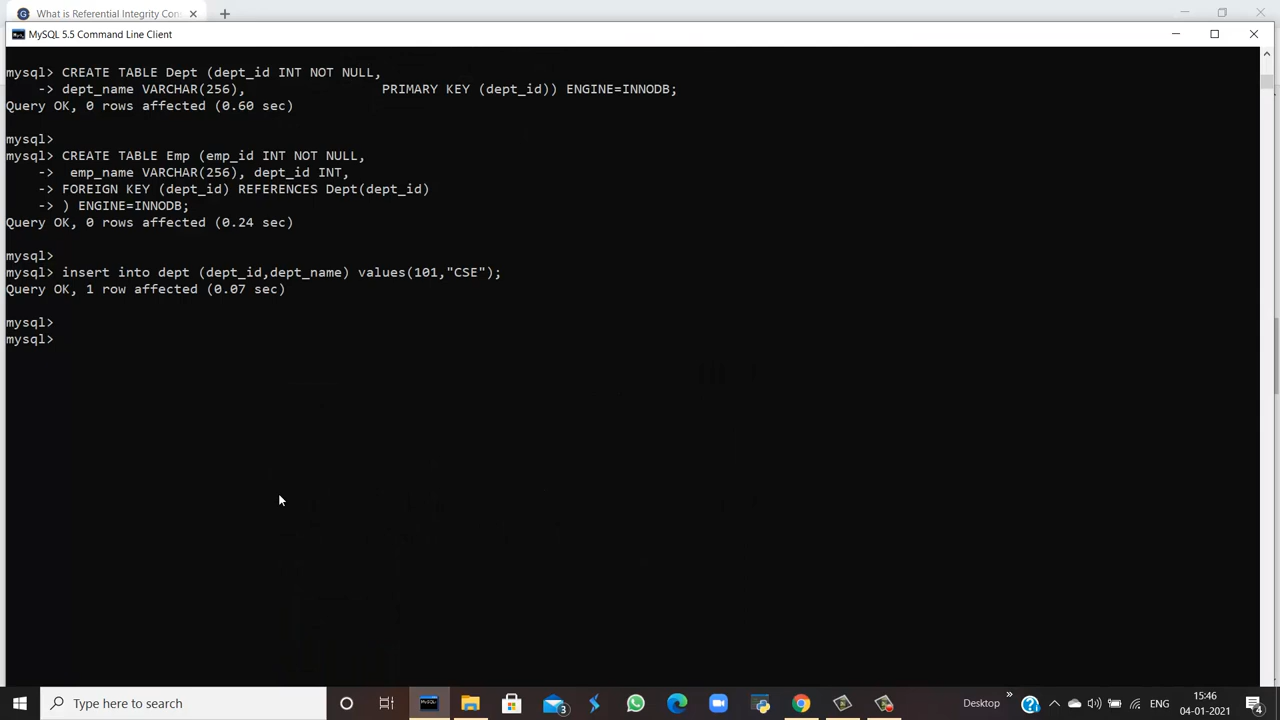 What is Referential Integrity Con
MySQL 5.5 Command Line Client
mysql> CREATE TABLE Dept (dept_id INT NOT NULL,
-> dept_name VARCHAR(256), PRIMARY KEY (dept_id)) ENGINE=INNODB;
Query OK, 0 rows affected (0.60 sec)
mysql>
mysql> CREATE TABLE Emp (emp_id INT NOT NULL,
-> emp_name VARCHAR(256), dept_id INT,
-> FOREIGN KEY (dept_id) REFERENCES Dept(dept_id)
-> ) ENGINE=INNODB;
Query OK, 0 rows affected (0.24 sec)
mysql>
mysql> insert into dept (dept_id,dept_name) values(101,"CSE");
Query OK, 1 row affected (0.07 sec)
mysql>
mysql>
Type here to search
MySQL
3
Desktop
»
ENG
15:46
04-01-2021
4